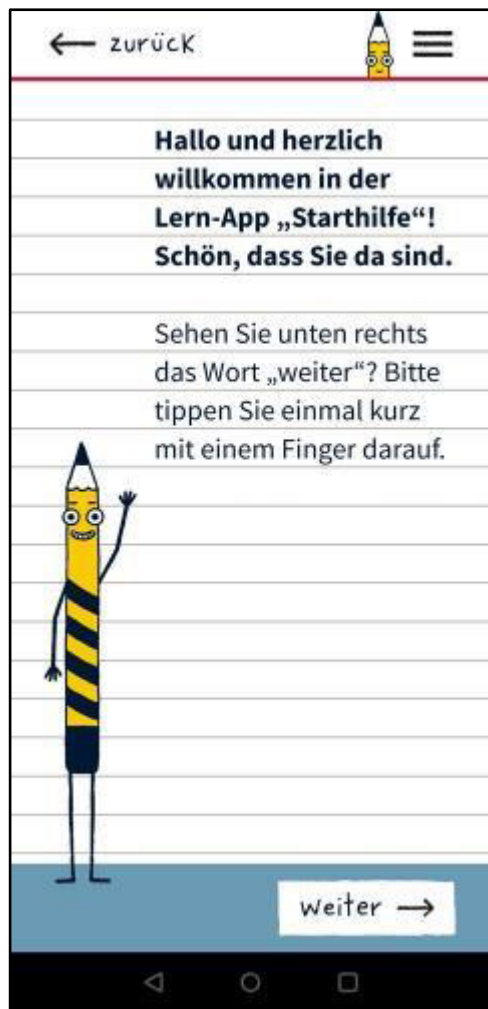 zurück
Hallo und herzlich
willkommen in der
Lern-App „Starthilfe“!
Schön, dass Sie da sind.
Sehen Sie unten rechts
das Wort „weiter“? Bitte
tippen Sie einmal kurz
mit einem Finger darauf.
weiter